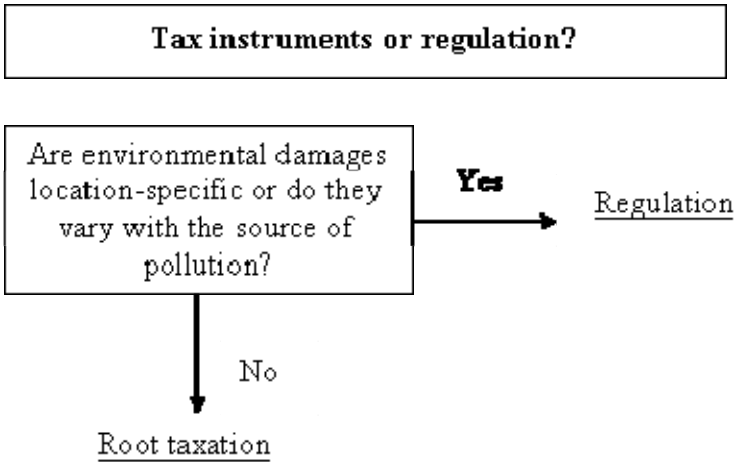 Tax instruments or regulation?
Are environmental damages
location-specific or do they
vary with the source of
pollution?
Yes
Regulation
No
Root taxation